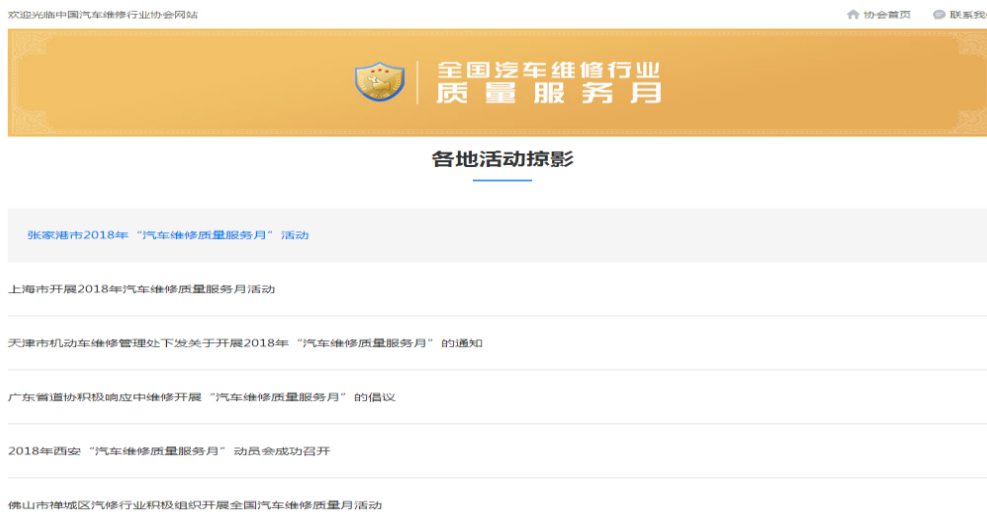 欢迎光临中国汽车维修行业协会网站
协会首页
联系我
全国汽车维修行业
质量服务月
各地活动掠影
张家港市2018年“汽车维修质量服务月”活动
上海市开展2018年汽车维修质量服务月活动
天津市机动车维修管理处下发关于开展2018年“汽车维修质量服务月”的通知
广东省道协积极响应中维修开展“汽车维修质量服务月”的倡议
2018年西安“汽车维修质量服务月”动员会成功召开
佛山市禅城区汽修行业积极组织开展全国汽车维修质量月活动